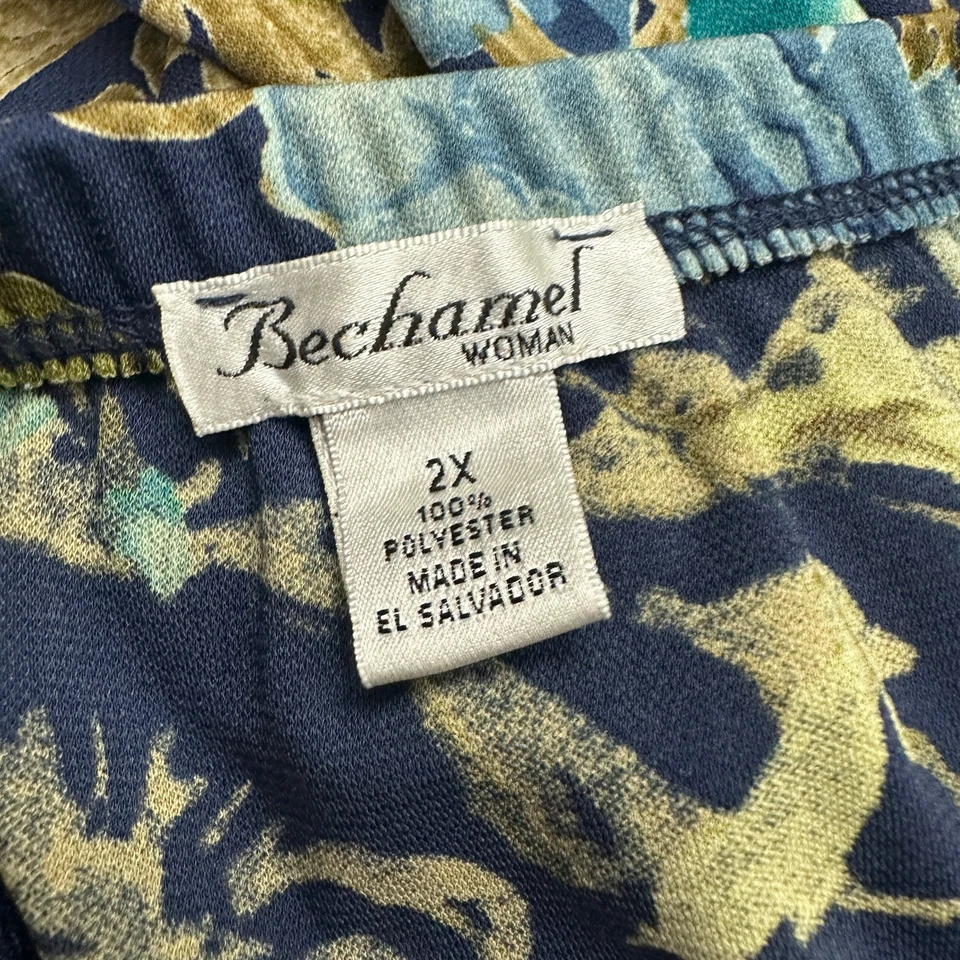 Bechamel
WOMAN
2X
100%
POLYESTER
MADE IN
EL SALVADOR